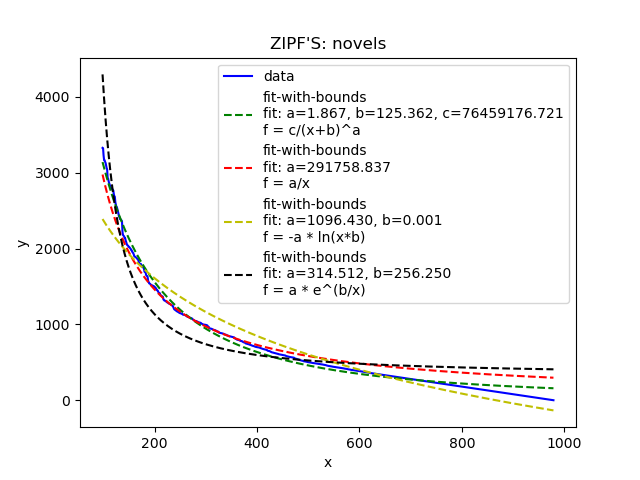 ZIPF'S: novels
data
fit-with-bounds
fit: a=1.867, b=125.362, c=76459176.721
f = c/(x+b)^a
fit-with-bounds
fit: a=291758.837
f = a/x
fit-with-bounds
fit: a=1096.430, b=0.001
f = -a * ln(x*b)
fit-with-bounds
fit: a=314.512, b=256.250
f = a * e^(b/x)
y
4000
3000
2000
1000
0
200
400
600
800
1000
x